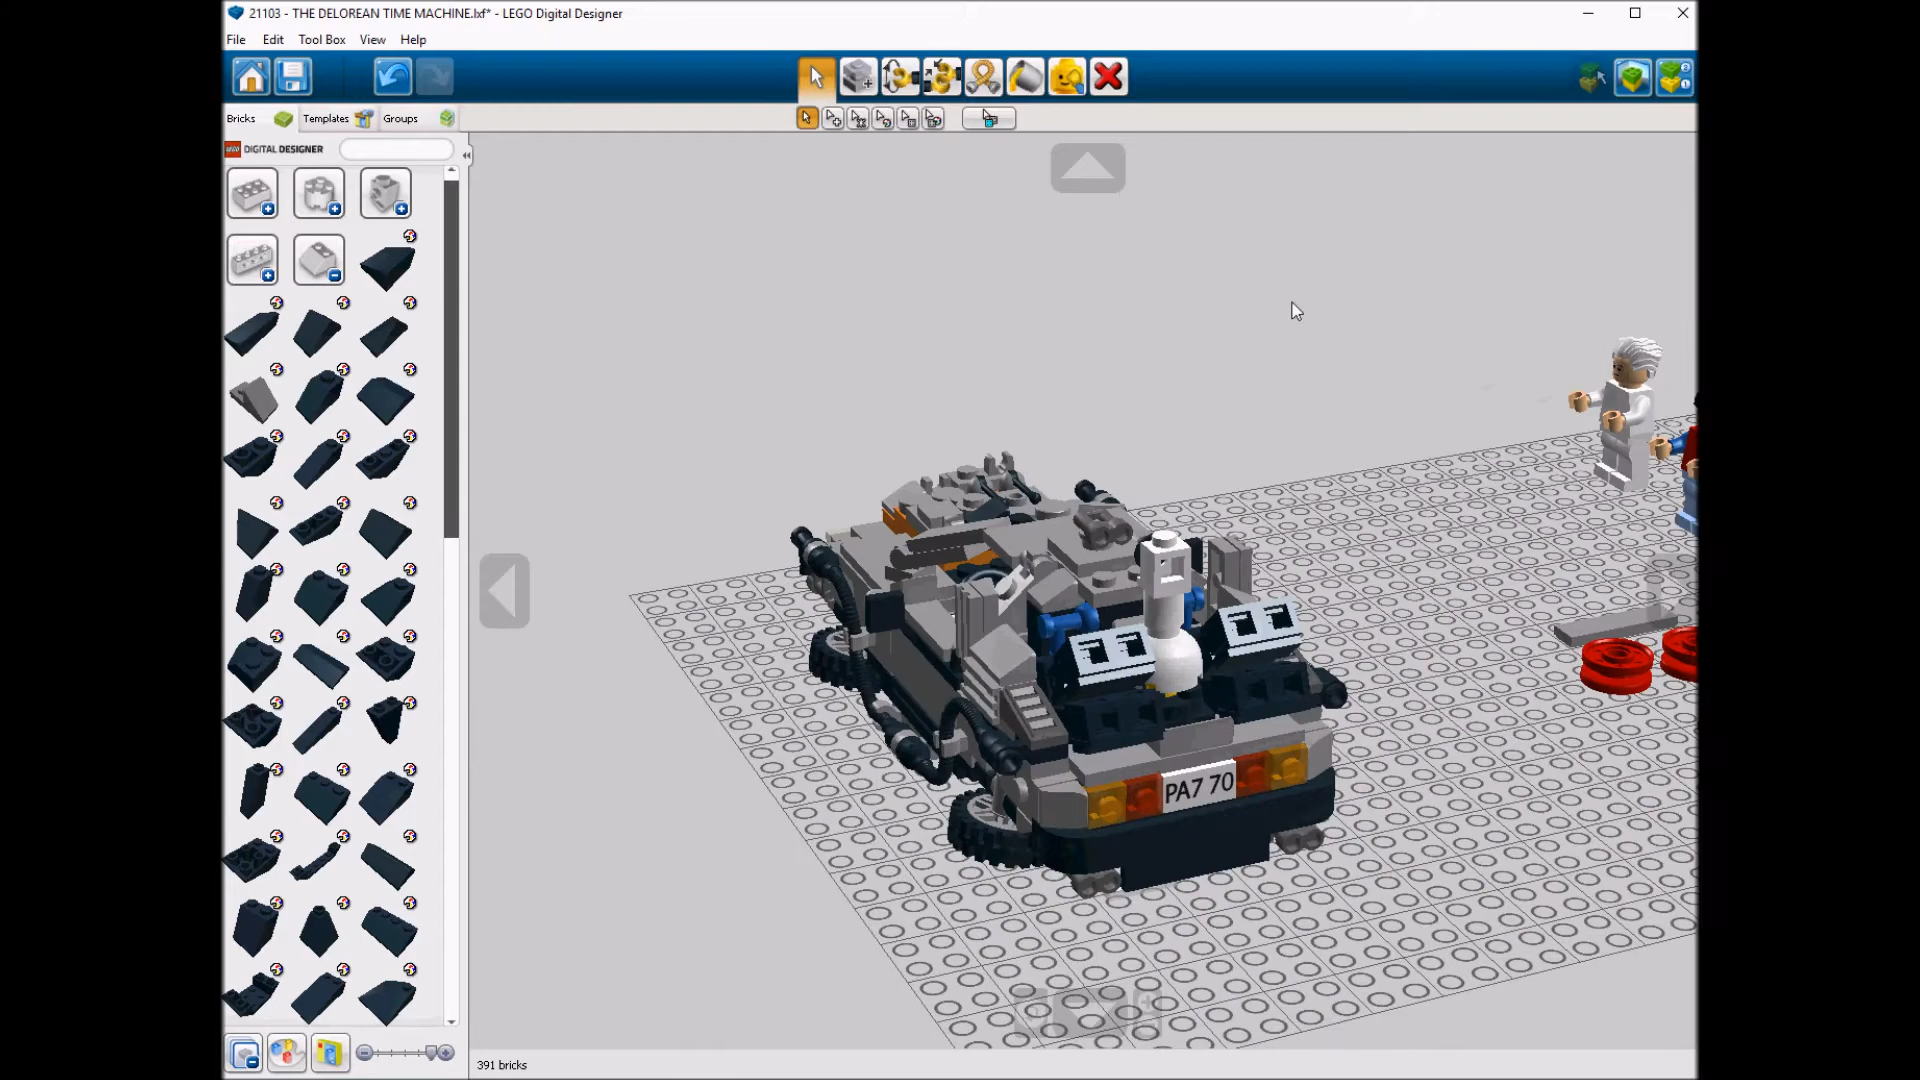 21103 - THE DELOREAN TIME MACHINE.lxf* - LEGO Digital Designer
File Edit Tool Box View Help
Bricks Templates Groups
LEGO DIGITAL DESIGNER
PA7 70
391 bricks